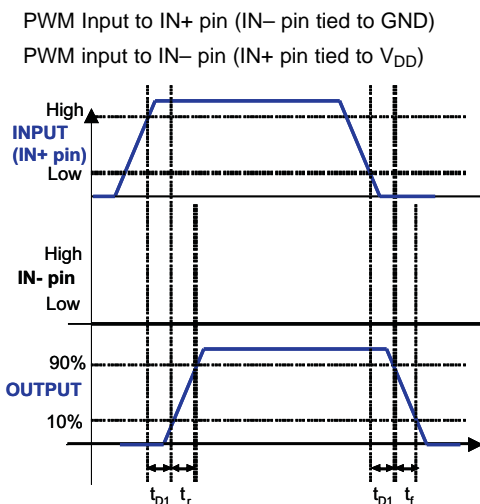 PWM Input to IN+ pin (IN– pin tied to GND)
PWM input to IN– pin (IN+ pin tied to VDD)
High
INPUT
(IN+ pin)
Low
High
IN- pin
Low
90%
OUTPUT
10%
tD1 tr tD1 tf